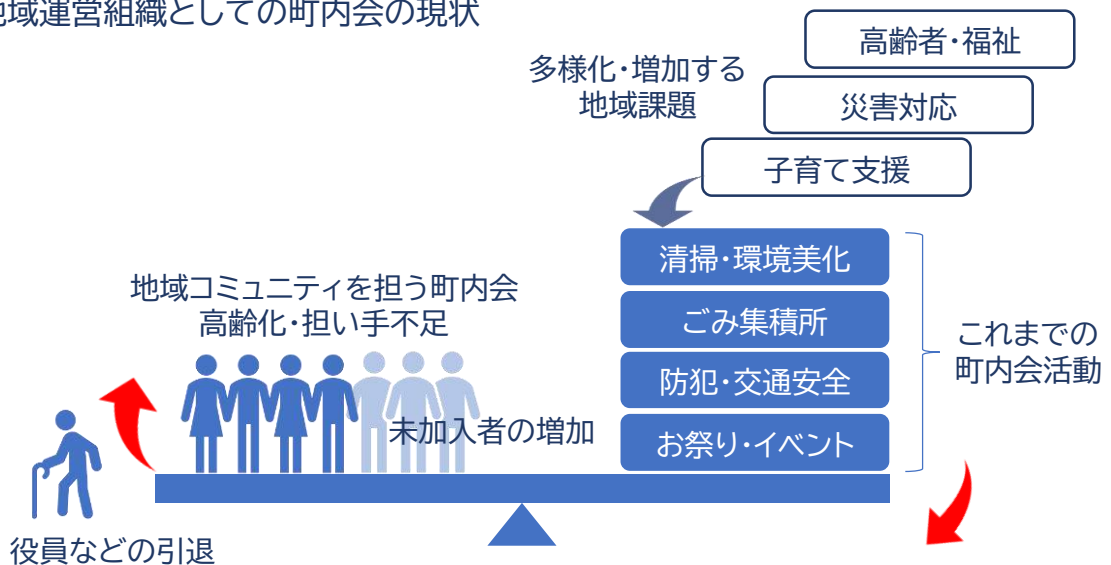 地域運営組織としての町内会の現状
多様化・増加する
地域課題
高齢者・福祉
災害対応
子育て支援
清掃・環境美化
ごみ集積所
防犯・交通安全
お祭り・イベント
これまでの
町内会活動
地域コミュニティを担う町内会
高齢化・担い手不足
未加入者の増加
役員などの引退